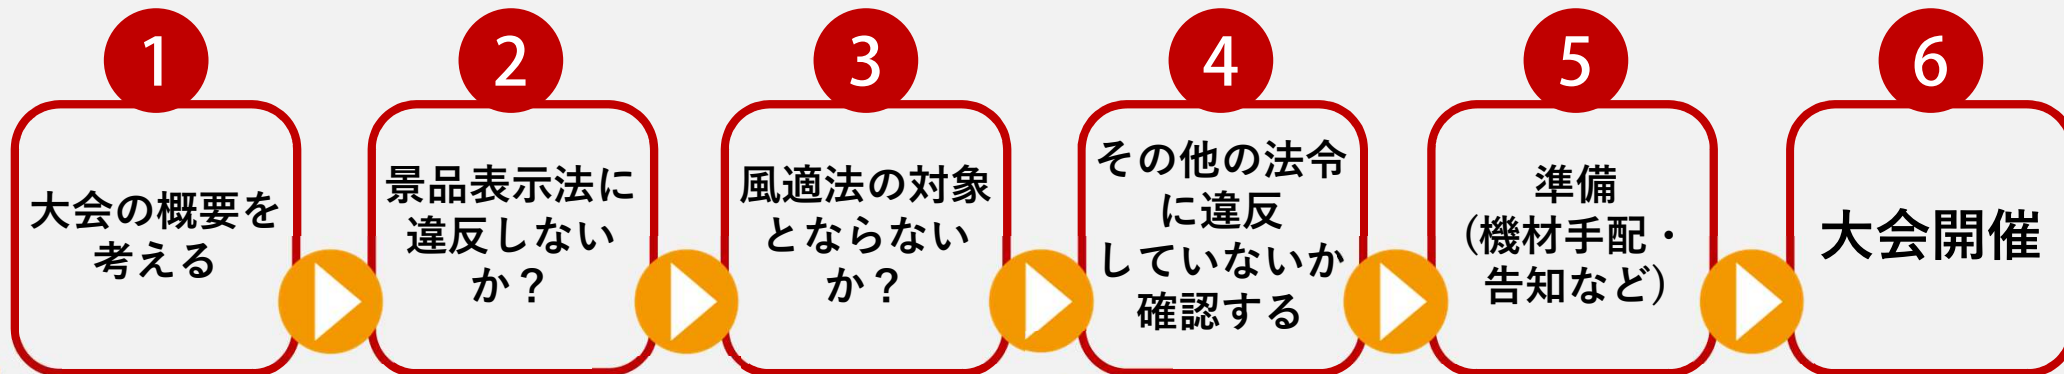 1
大会の概要を
考える
2
景品表示法に
違反しない
か？
3
風適法の対象
とならない
か？
4
その他の法令
に違反
していないか
確認する
5
準備
(機材手配・
告知など)
6
大会開催